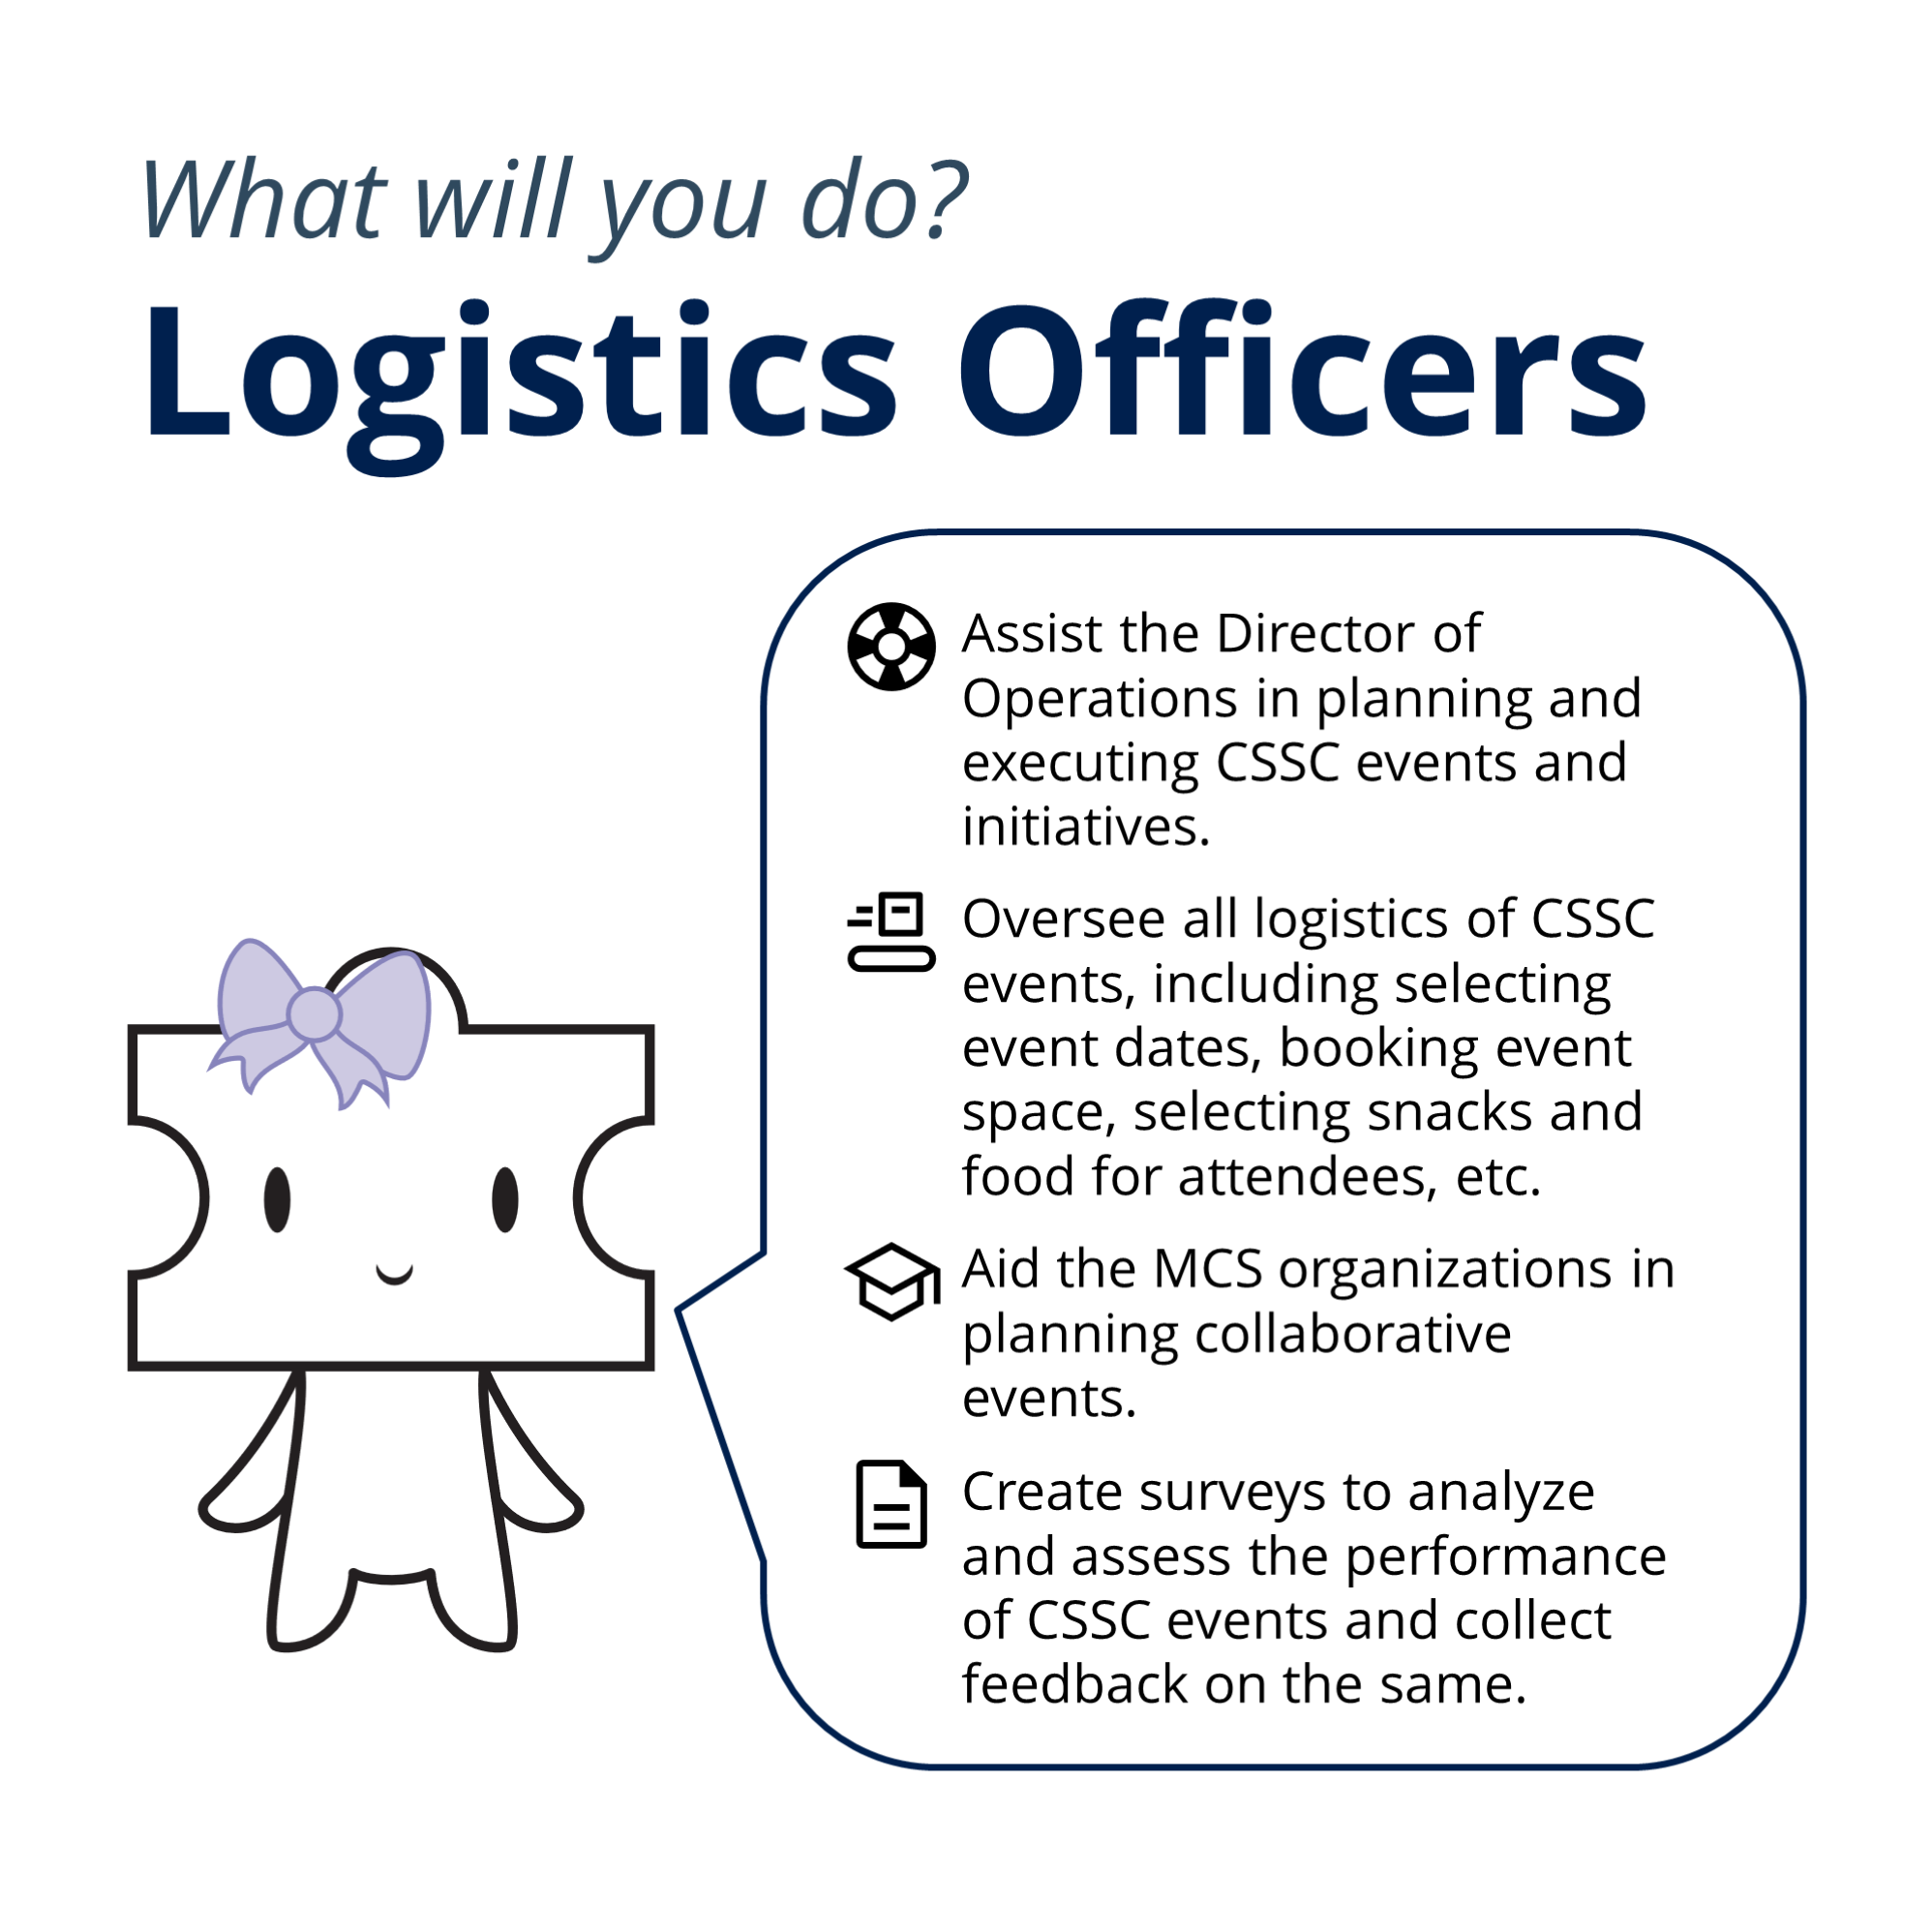 What will you do?
Logistics Officers
Assist the Director of
Operations in planning and
executing CSSC events and
initiatives.
Oversee all logistics of CSSC
events, including selecting
event dates, booking event
space, selecting snacks and
food for attendees, etc.
Aid the MCS organizations in
planning collaborative
events.
Create surveys to analyze
and assess the performance
of CSSC events and collect
feedback on the same.